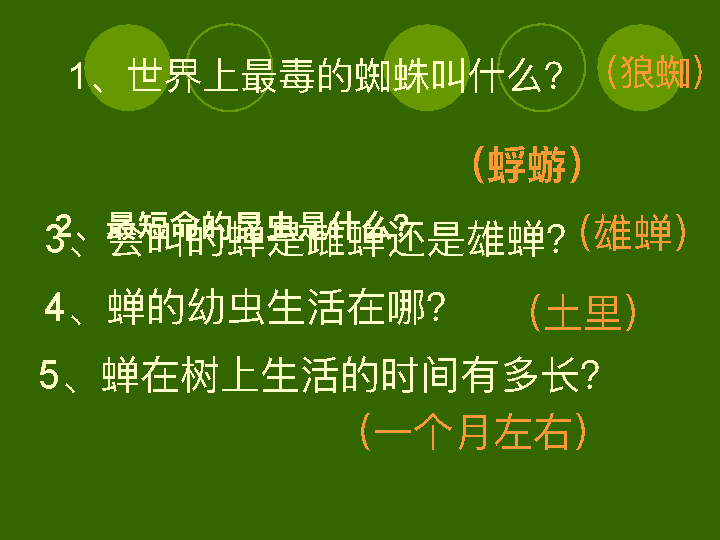 1、世界上最毒的蜘蛛叫什么? （狼蜘）
（蜉蝣）
2、最短命的昆虫是什么?
3、会叫的蝉是雌蝉还是雄蝉?（雄蝉）
4、蝉的幼虫生活在哪? （土里）
5、蝉在树上生活的时间有多长?
（一个月左右）